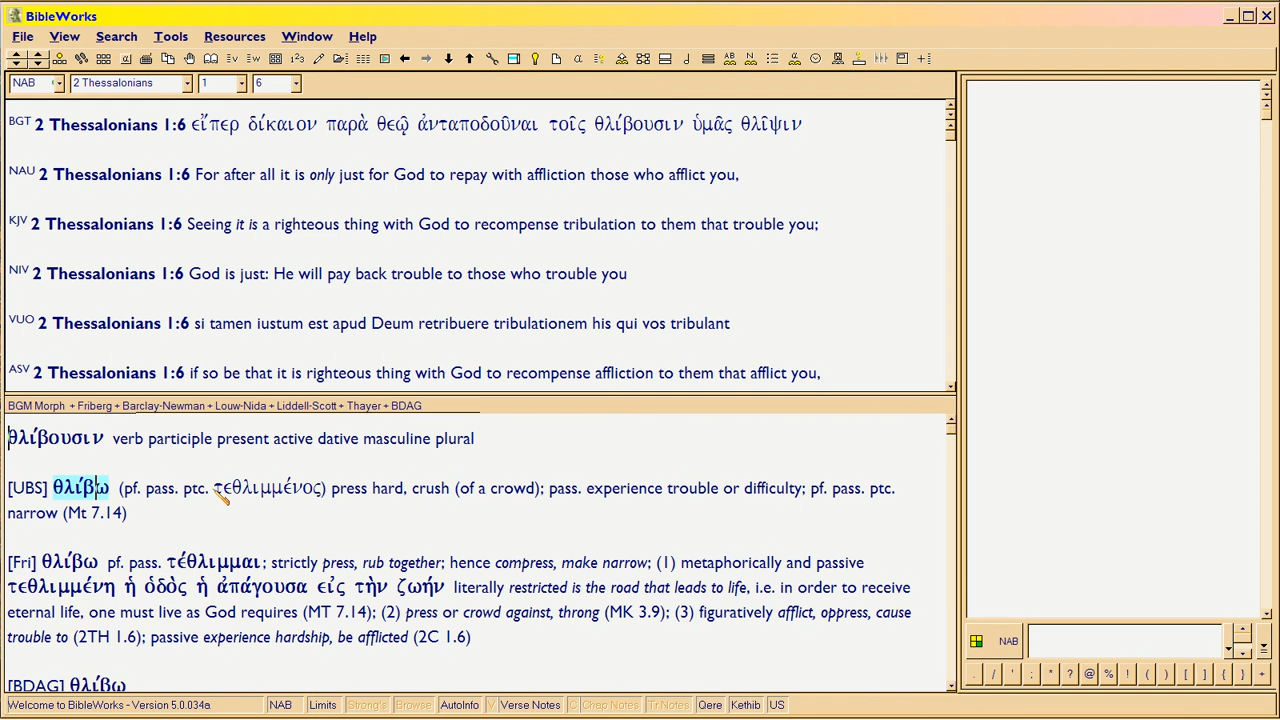 BibleWorks
File View Search Tools Resources Window Help
NAB 2 Thessalonians 1 6
BGT 2 Thessalonians 1:6 εἴπερ δίκαιον παρὰ θεῷ ἀνταποδοῦναι τοῖς θλίβουσιν ὑμᾶς θλῖψιν
NAU 2 Thessalonians 1:6 For after all it is only just for God to repay with affliction those who afflict you,
KJV 2 Thessalonians 1:6 Seeing it is a righteous thing with God to recompense tribulation to them that trouble you;
NIV 2 Thessalonians 1:6 God is just: He will pay back trouble to those who trouble you
VUO 2 Thessalonians 1:6 si tamen iustum est apud Deum retribuere tribulationem his qui vos tribulant
ASV 2 Thessalonians 1:6 if so be that it is righteous thing with God to recompense affliction to them that afflict you,
BGM Morph + Friberg + Barclay-Newman + Louw-Nida + Liddell-Scott + Thayer + BDAG
θλίβουσιν verb participle present active dative masculine plural
[UBS] θλίβω (pf. pass. ptc. τεθλιμμένος) press hard, crush (of a crowd); pass. experience trouble or difficulty; pf. pass. ptc.
narrow (Mt 7.14)
[Fri] θλίβω pf. pass. τέθλιμμαι; strictly press, rub together; hence compress, make narrow; (1) metaphorically and passive
τεθλιμμένη ἡ ὁδὸς ἡ ἀπάγουσα εἰς τὴν ζωήν literally restricted is the road that leads to life, i.e. in order to receive
eternal life, one must live as God requires (MT 7.14); (2) press or crowd against, throng (MK 3.9); (3) figuratively afflict, oppress, cause
trouble to (2TH 1.6); passive experience hardship, be afflicted (2C 1.6)
[BDAG] θλίβω
NAB
. / ' ; * ? @ % ! ( ) [ ] { } +
Welcome to BibleWorks - Version 5.0.034a NAB Limits Strong's Browse AutoInfo V Verse Notes C Chap Notes Tr.Notes Qere Kethib US